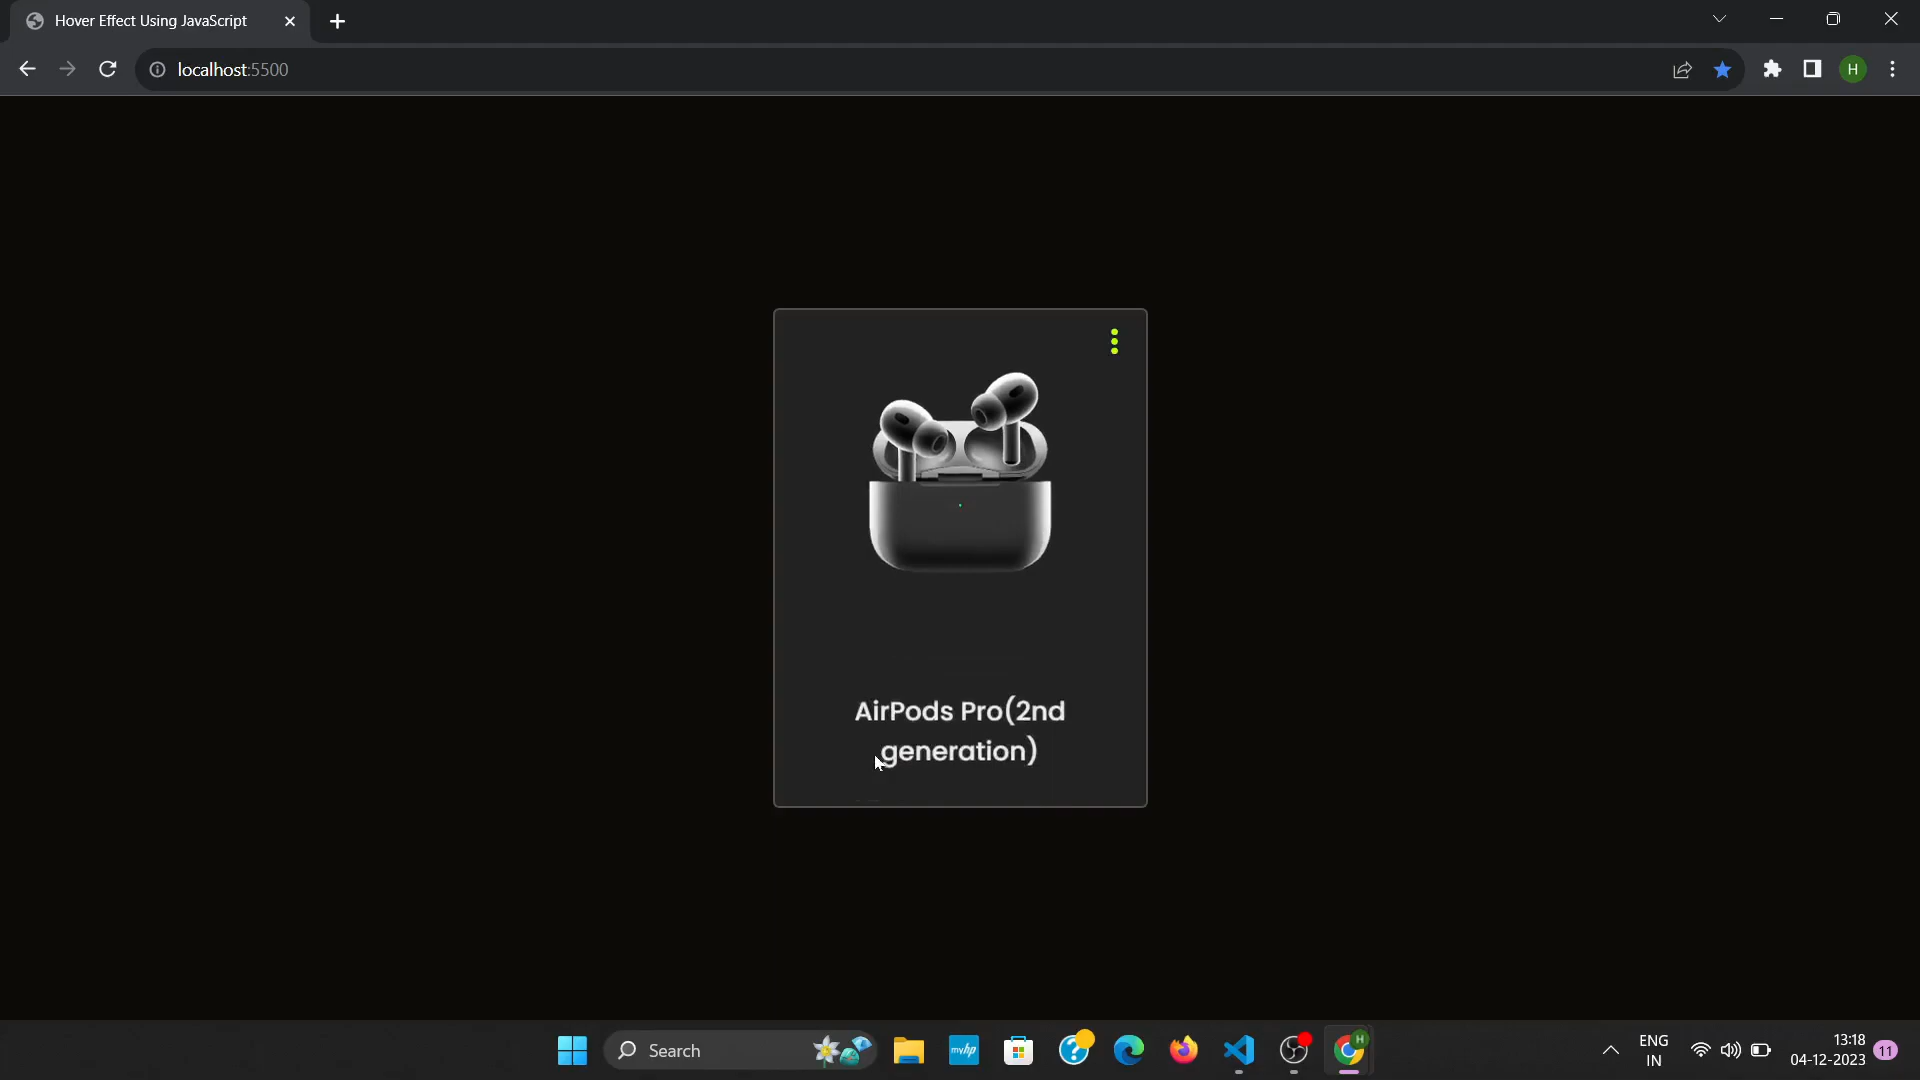 Hover Effect Using JavaScript
localhost:5500
H
AirPods Pro(2nd
generation)
Search
myhp
H
ENG
IN
13:18
04-12-2023
11